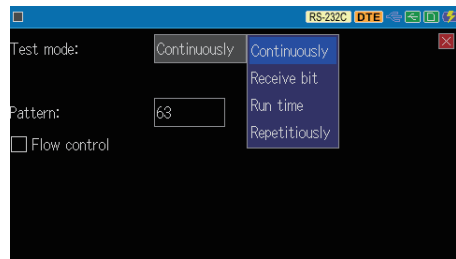 RS-232C DTE
Test mode: Continuously Continuously
Receive bit
Pattern: 63 Run time
Repetitiously
Flow control